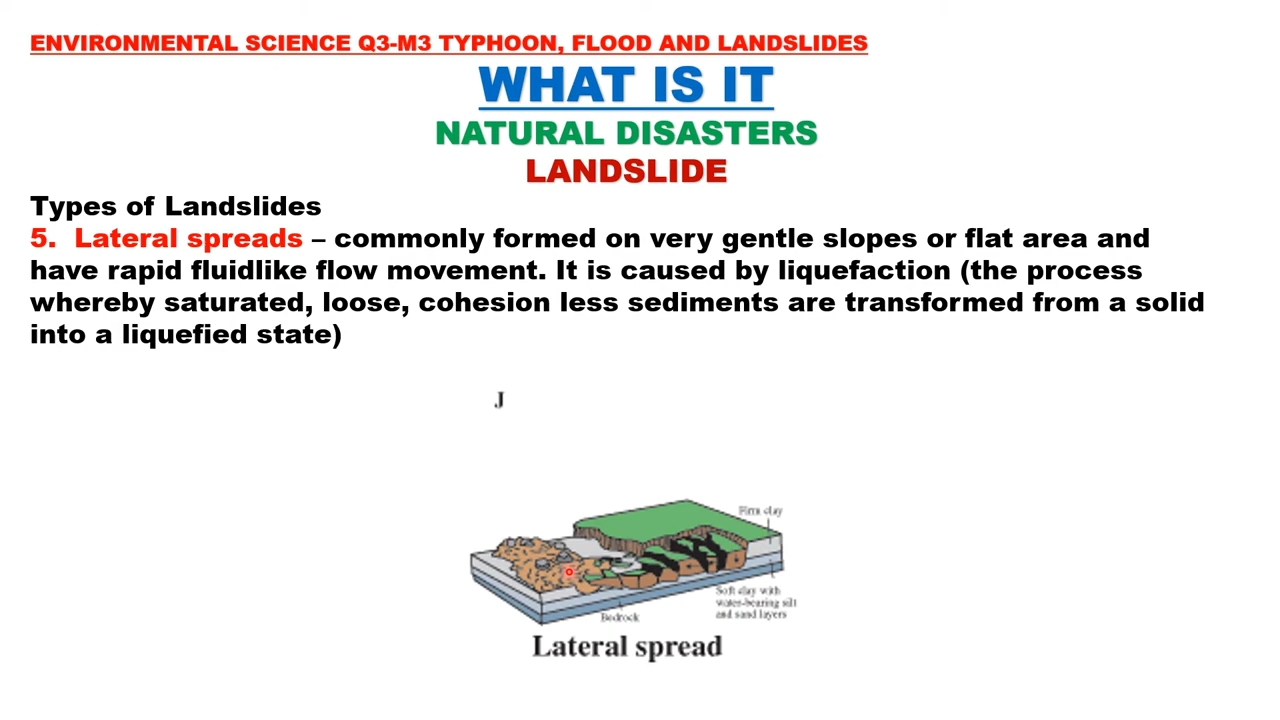 ENVIRONMENTAL SCIENCE Q3-M3 TYPHOON, FLOOD AND LANDSLIDES
WHAT IS IT
NATURAL DISASTERS
LANDSLIDE
Types of Landslides
5. Lateral spreads – commonly formed on very gentle slopes or flat area and
have rapid fluidlike flow movement. It is caused by liquefaction (the process
whereby saturated, loose, cohesion less sediments are transformed from a solid
into a liquefied state)
J
Firm clay
Soft clay with
water-bearing silt
and sand layers
Bedrock
Lateral spread